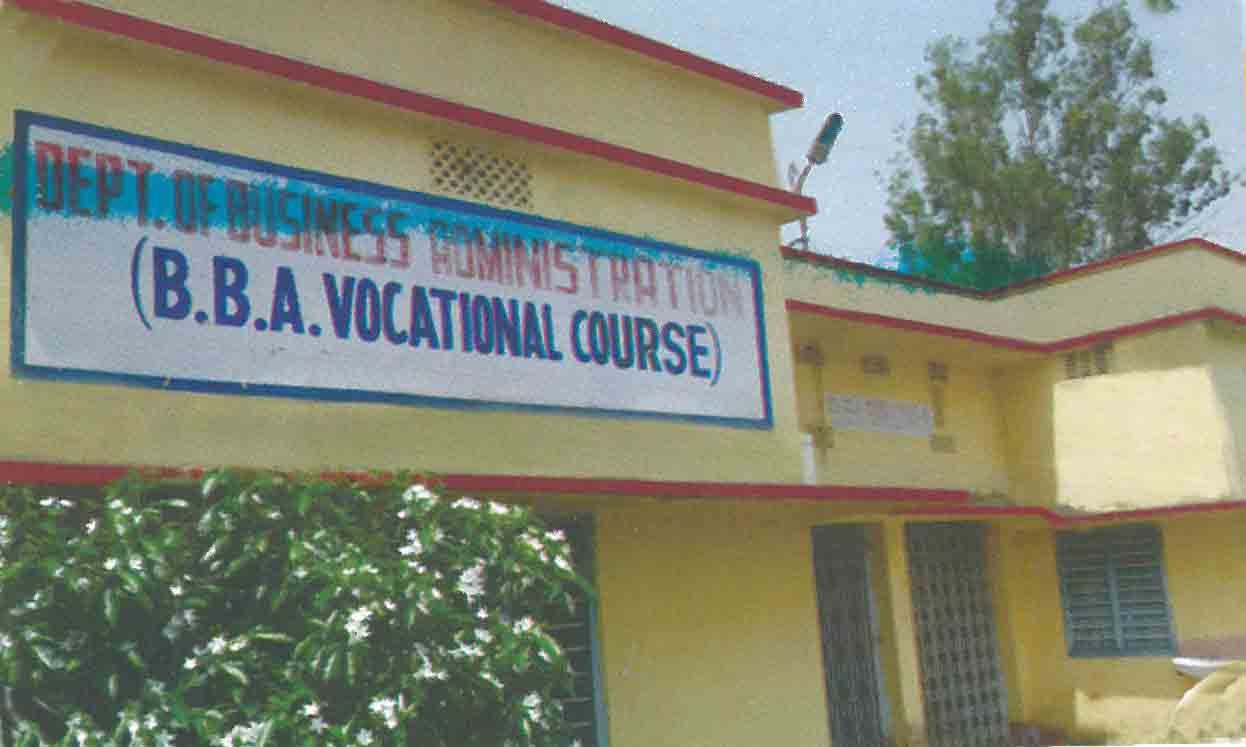 DEPT. OF BUSINESS ADMINISTRATION
(B.B.A. VOCATIONAL COURSE)